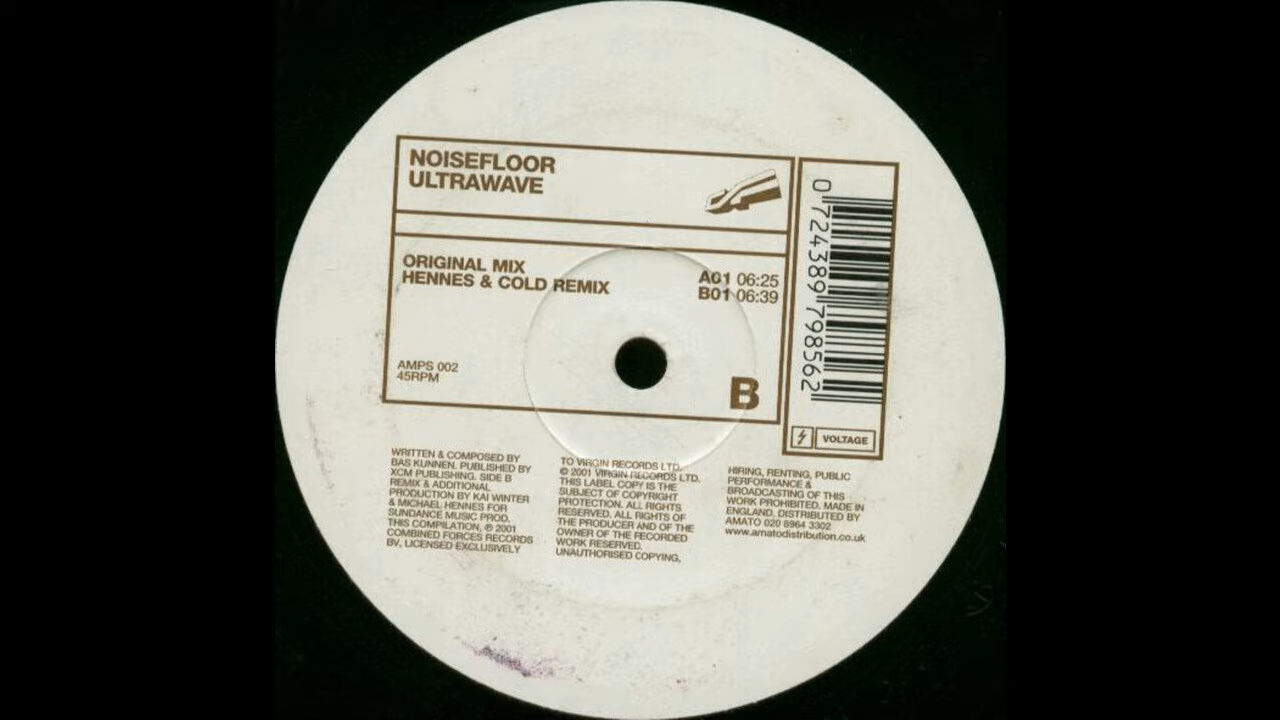 NOISEFLOOR
ULTRAWAVE
ORIGINAL MIX A01 06:25
HENNES & COLD REMIX B01 06:39
AMPS 002
45RPM
B
0 724389 798562
VOLTAGE
WRITTEN & COMPOSED BY
BAS KUNNEN. PUBLISHED BY
XCM PUBLISHING. SIDE B
REMIX & ADDITIONAL
PRODUCTION BY KAI WINTER
& MICHAEL HENNES FOR
SUNDANCE MUSIC PROD.
THIS COMPILATION, ℗ 2001
COMBINED FORCES RECORDS
BV, LICENSED EXCLUSIVELY
TO VIRGIN RECORDS LTD.
© 2001 VIRGIN RECORDS LTD.
THIS LABEL COPY IS THE
SUBJECT OF COPYRIGHT
PROTECTION. ALL RIGHTS
RESERVED. ALL RIGHTS OF
THE PRODUCER AND OF THE
OWNER OF THE RECORDED
WORK RESERVED.
UNAUTHORISED COPYING,
HIRING, RENTING, PUBLIC
PERFORMANCE &
BROADCASTING OF THIS
WORK PROHIBITED. MADE IN
ENGLAND, DISTRIBUTED BY
AMATO 020 8964 3302
www.amatodistribution.co.uk